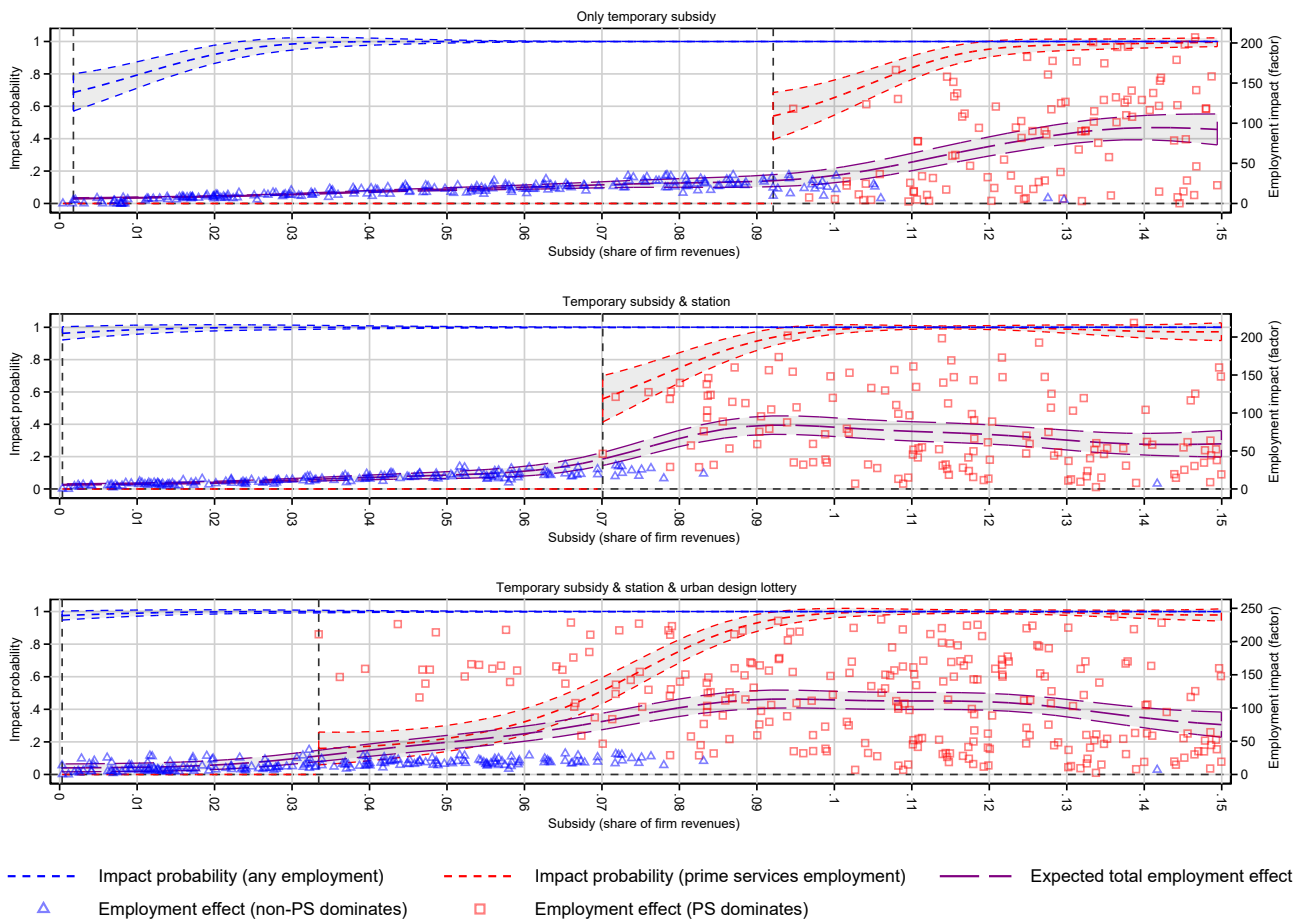 Only temporary subsidy
Impact probability
1
.8
.6
.4
.2
0
200
150
100
50
0
Employment impact (factor)
0 .01 .02 .03 .04 .05 .06 .07 .08 .09 .1 .11 .12 .13 .14 .15
Subsidy (share of firm revenues)
Temporary subsidy & station
Impact probability
1
.8
.6
.4
.2
0
200
150
100
50
0
Employment impact (factor)
0 .01 .02 .03 .04 .05 .06 .07 .08 .09 .1 .11 .12 .13 .14 .15
Subsidy (share of firm revenues)
Temporary subsidy & station & urban design lottery
Impact probability
1
.8
.6
.4
.2
0
250
200
150
100
50
0
Employment impact (factor)
0 .01 .02 .03 .04 .05 .06 .07 .08 .09 .1 .11 .12 .13 .14 .15
Subsidy (share of firm revenues)
Impact probability (any employment) Impact probability (prime services employment) Expected total employment effect
Employment effect (non-PS dominates) Employment effect (PS dominates)